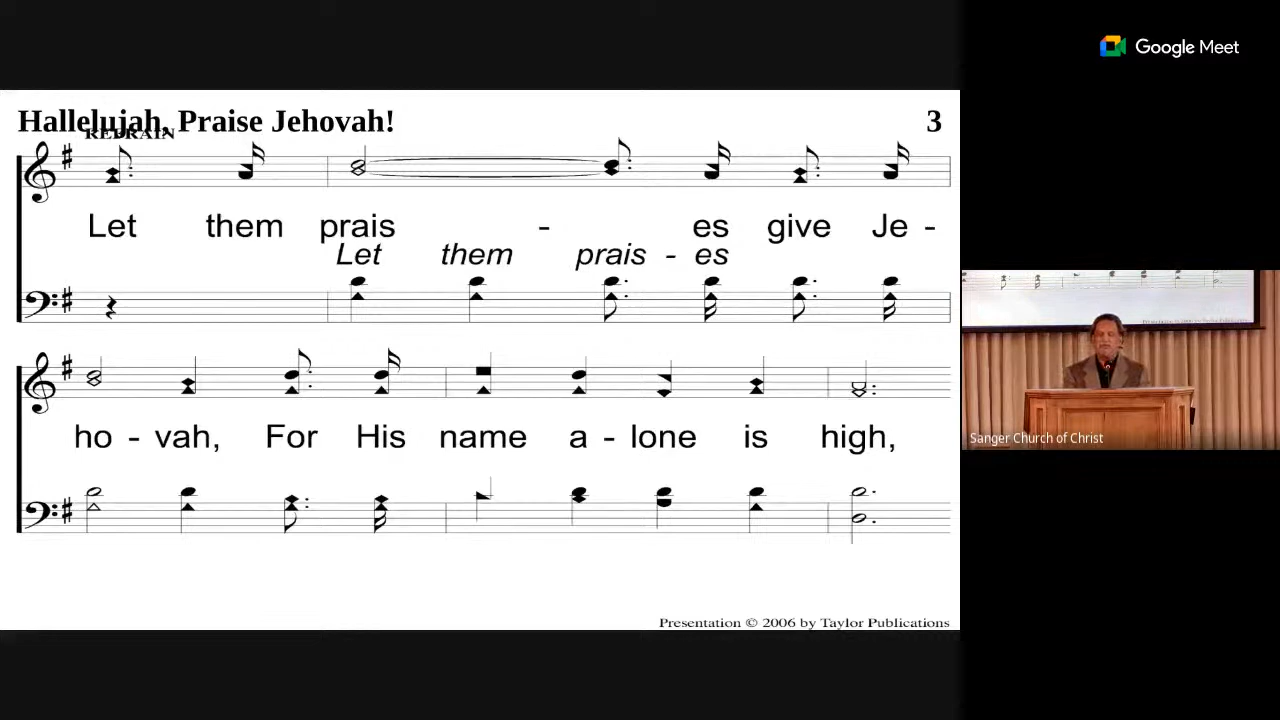 Google Meet
Hallelujah, Praise Jehovah!
3
REFRAIN
Let them prais - es give Je -
Let them prais - es
ho - vah, For His name a - lone is high,
Presentation © 2006 by Taylor Publications
Sanger Church of Christ